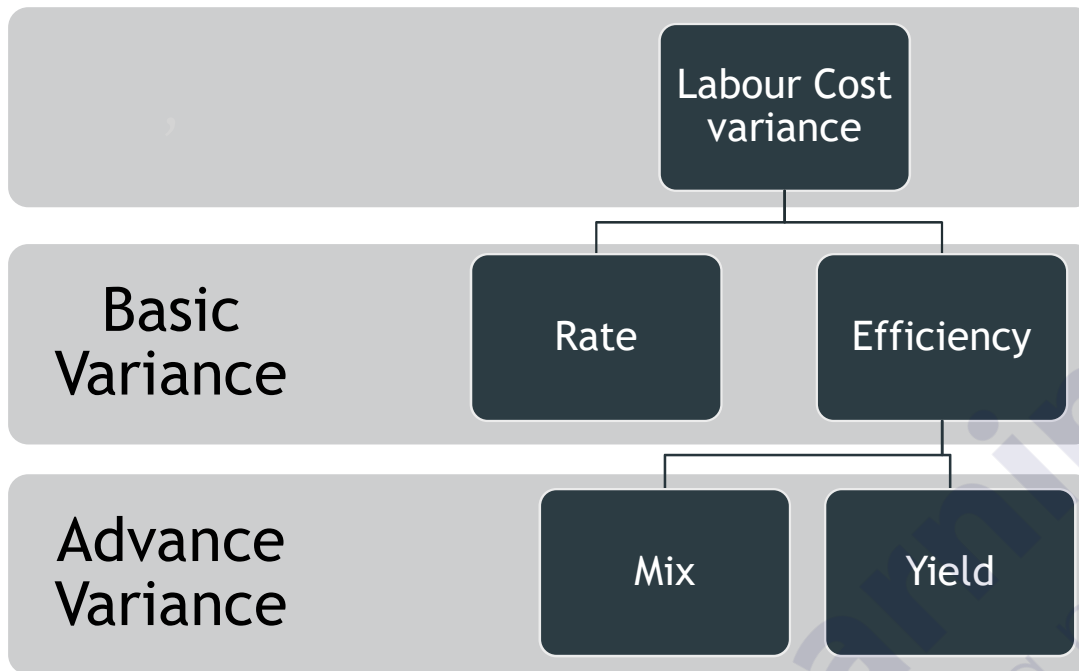 Labour Cost
variance
,
Basic
Variance
Rate
Efficiency
Advance
Variance
Mix
Yield